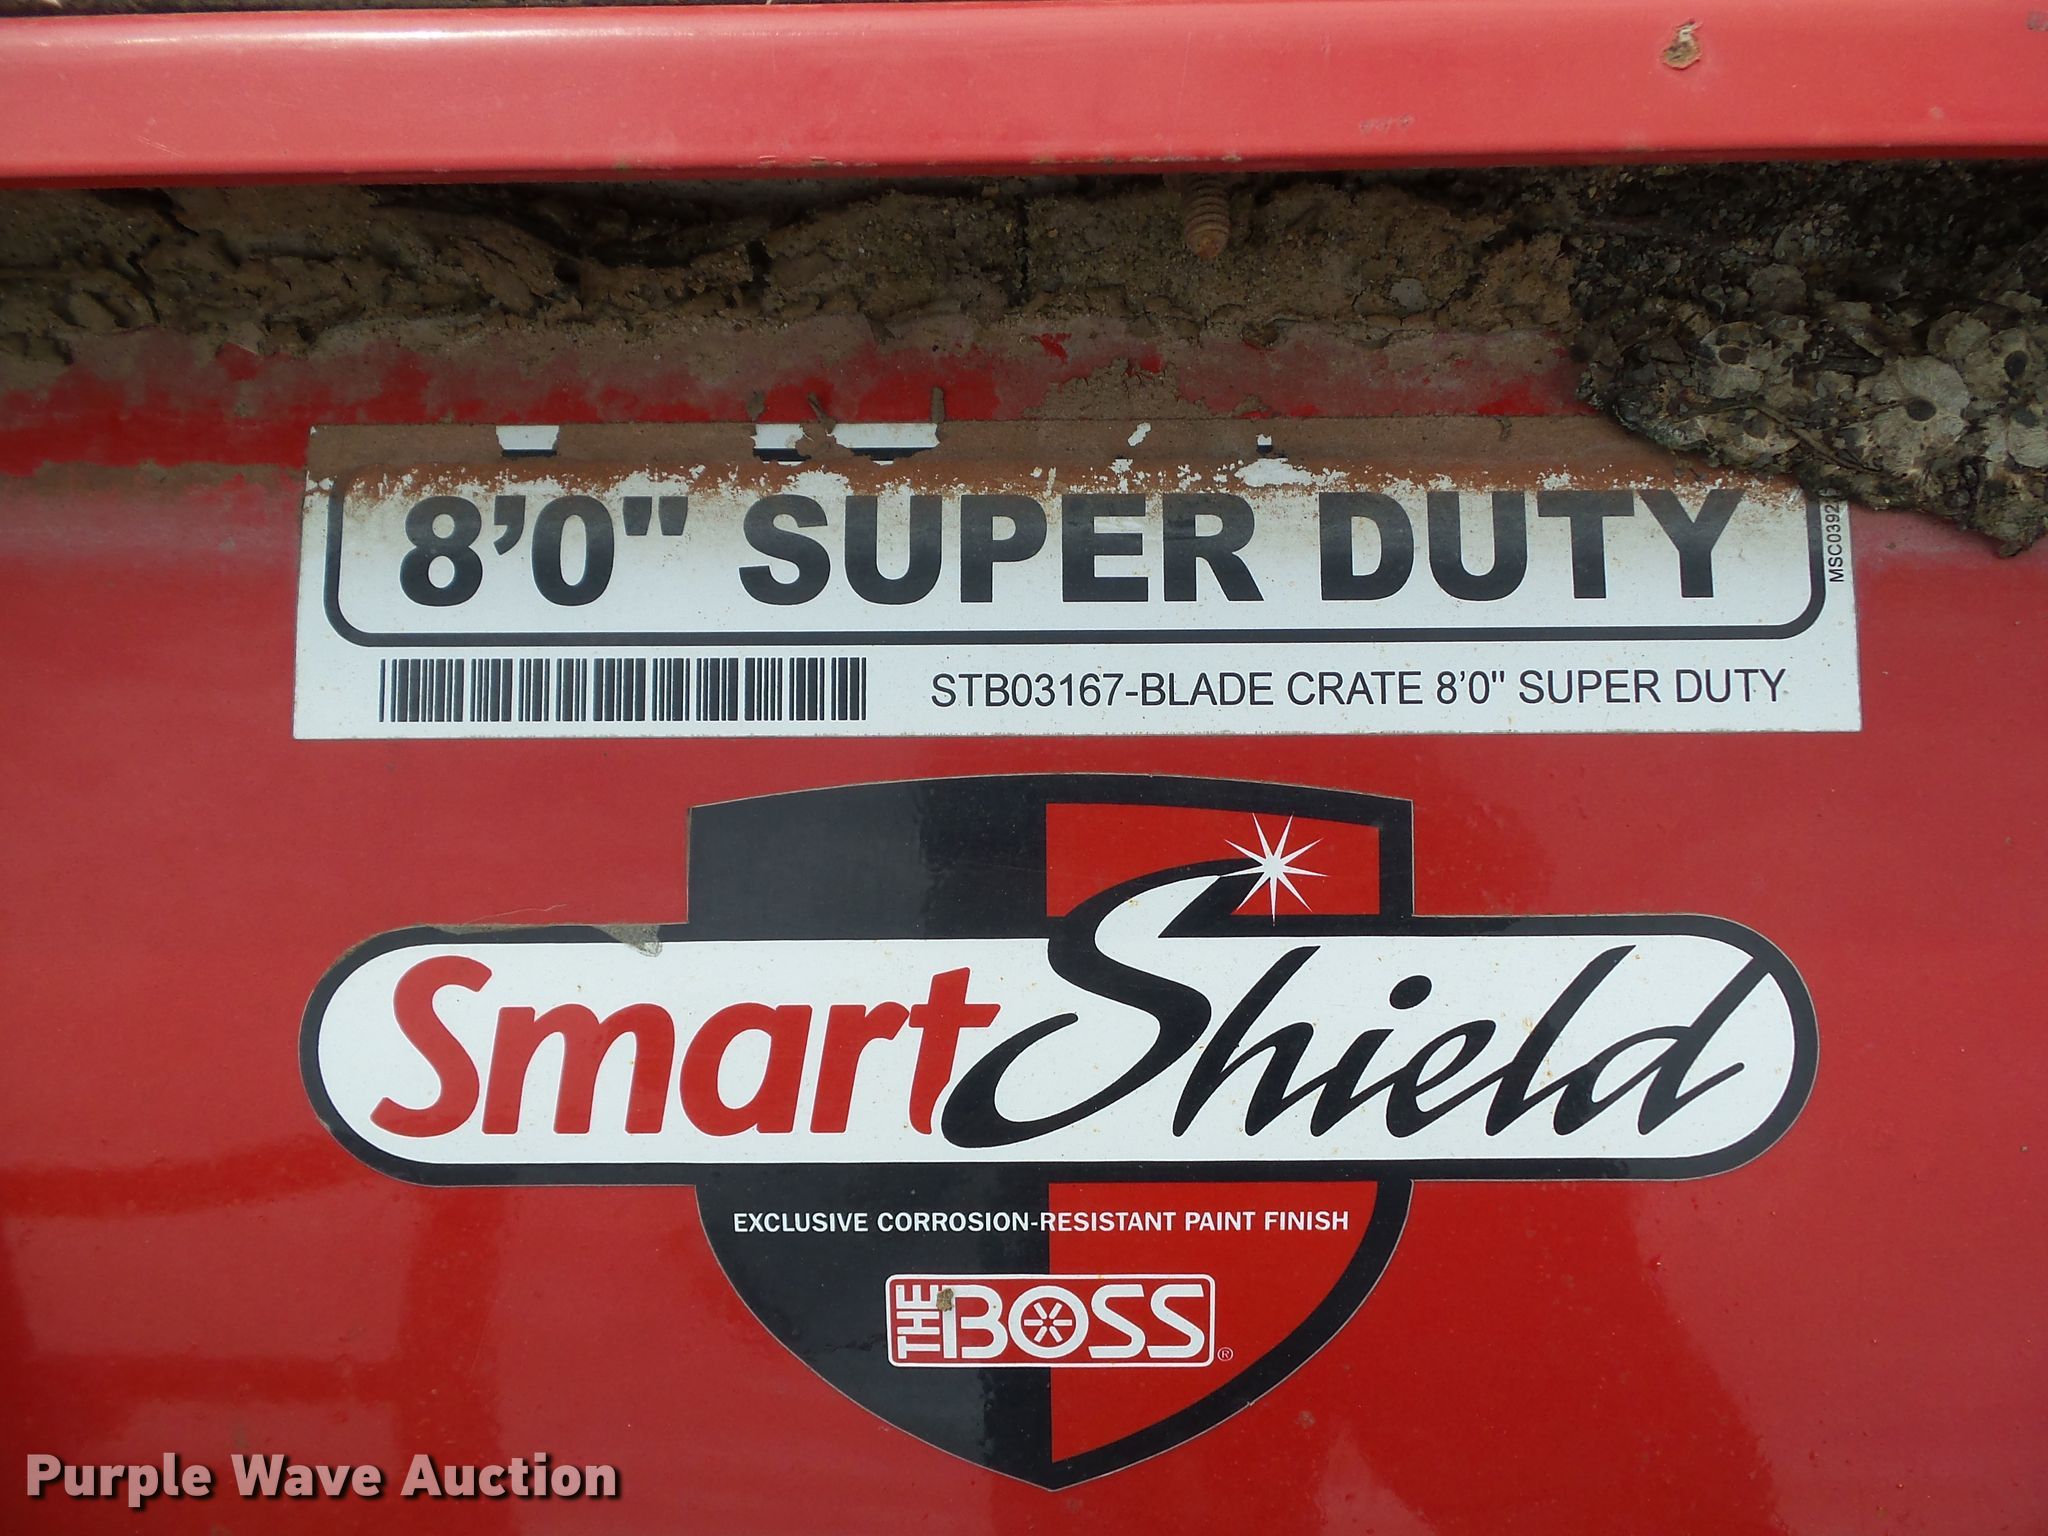 8'0" SUPER DUTY
STB03167-BLADE CRATE 8'0" SUPER DUTY
SmartShield
EXCLUSIVE CORROSION-RESISTANT PAINT FINISH
THE BOSS®
Purple Wave Auction